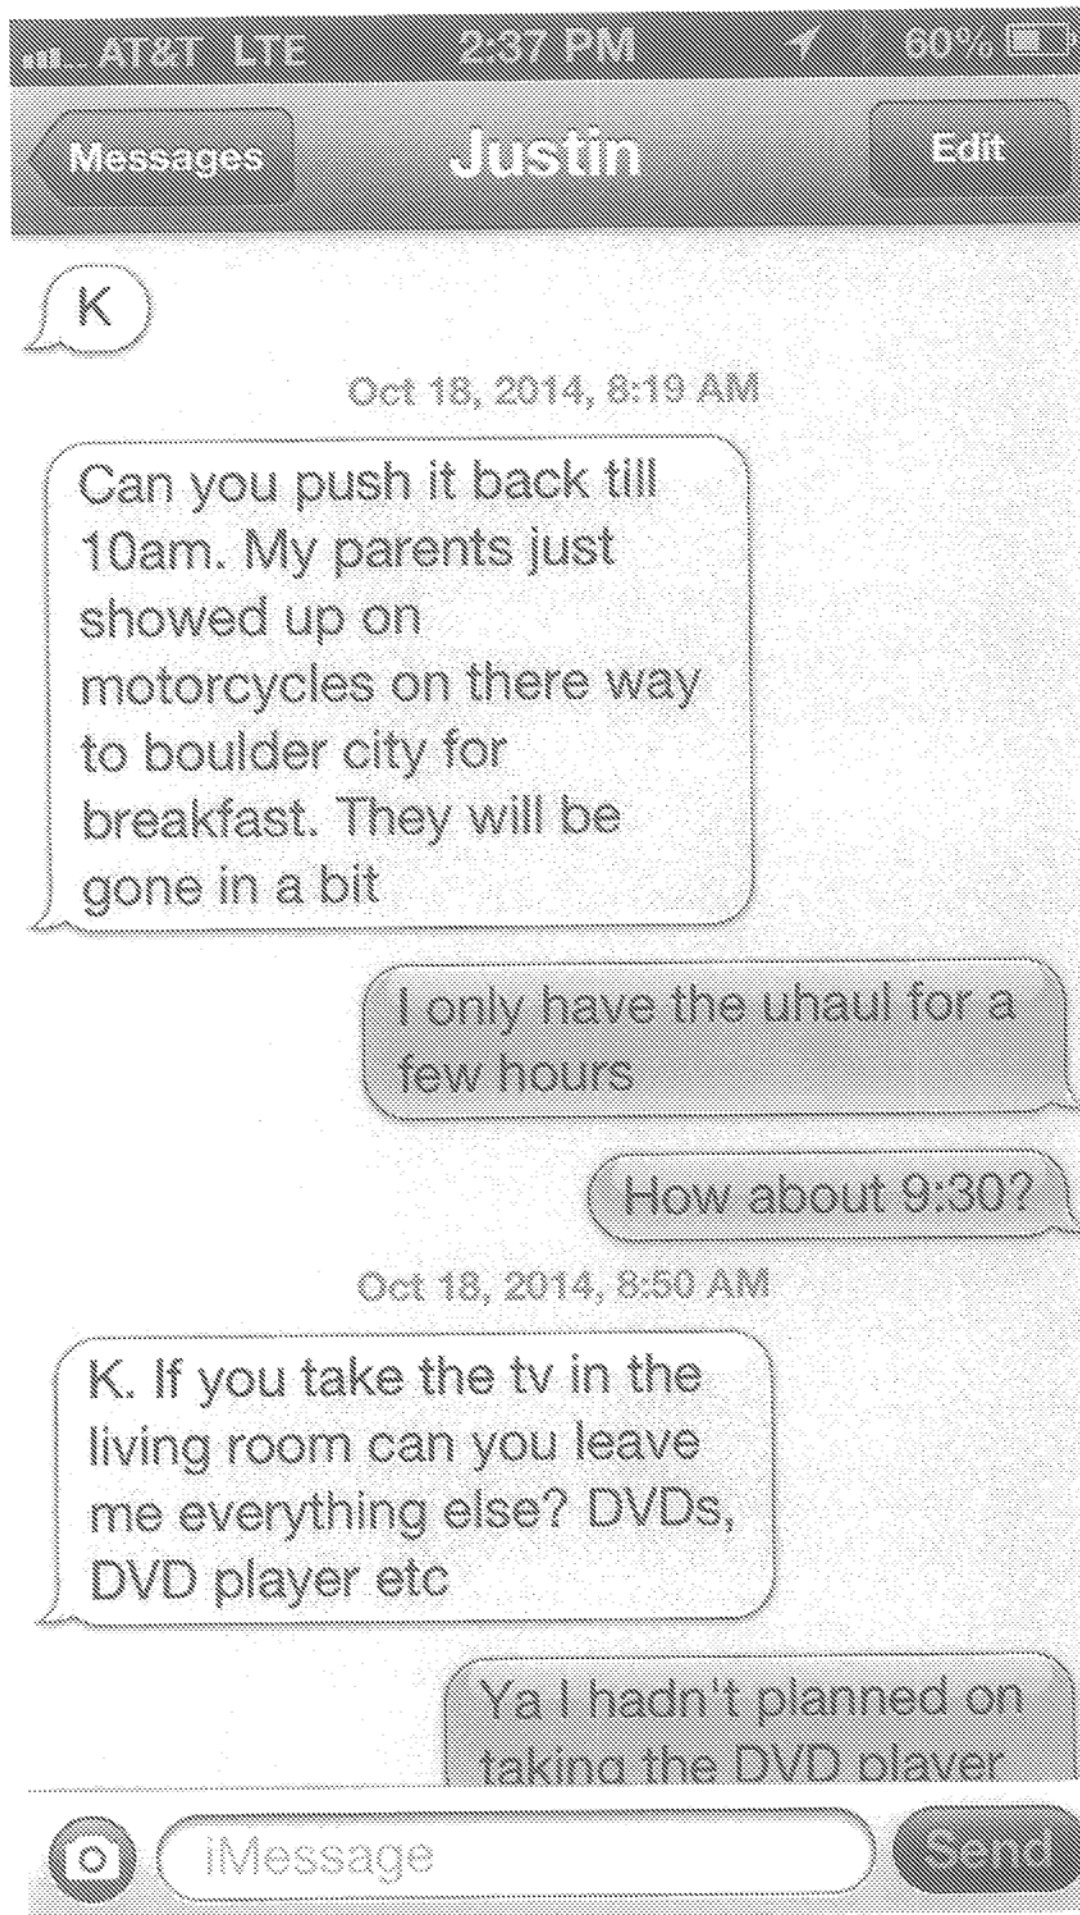 AT&T LTE 2:37 PM 60%
Messages Justin Edit
K
Oct 18, 2014, 8:19 AM
Can you push it back till
10am. My parents just
showed up on
motorcycles on there way
to boulder city for
breakfast. They will be
gone in a bit
I only have the uhaul for a
few hours
How about 9:30?
Oct 18, 2014, 8:50 AM
K. If you take the tv in the
living room can you leave
me everything else? DVDs,
DVD player etc
Ya I hadn't planned on
taking the DVD player
iMessage Send